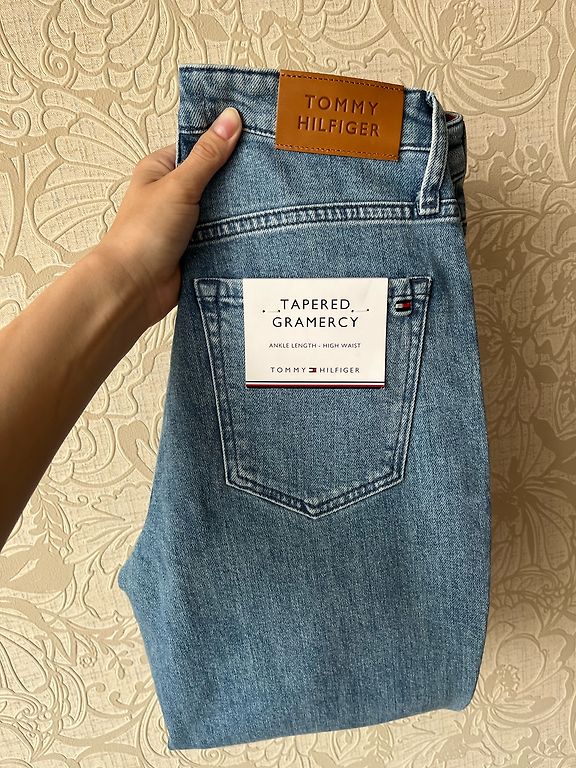 TOMMY
HILFIGER
TAPERED
GRAMERCY
ANKLE LENGTH - HIGH WAIST
TOMMY HILFIGER